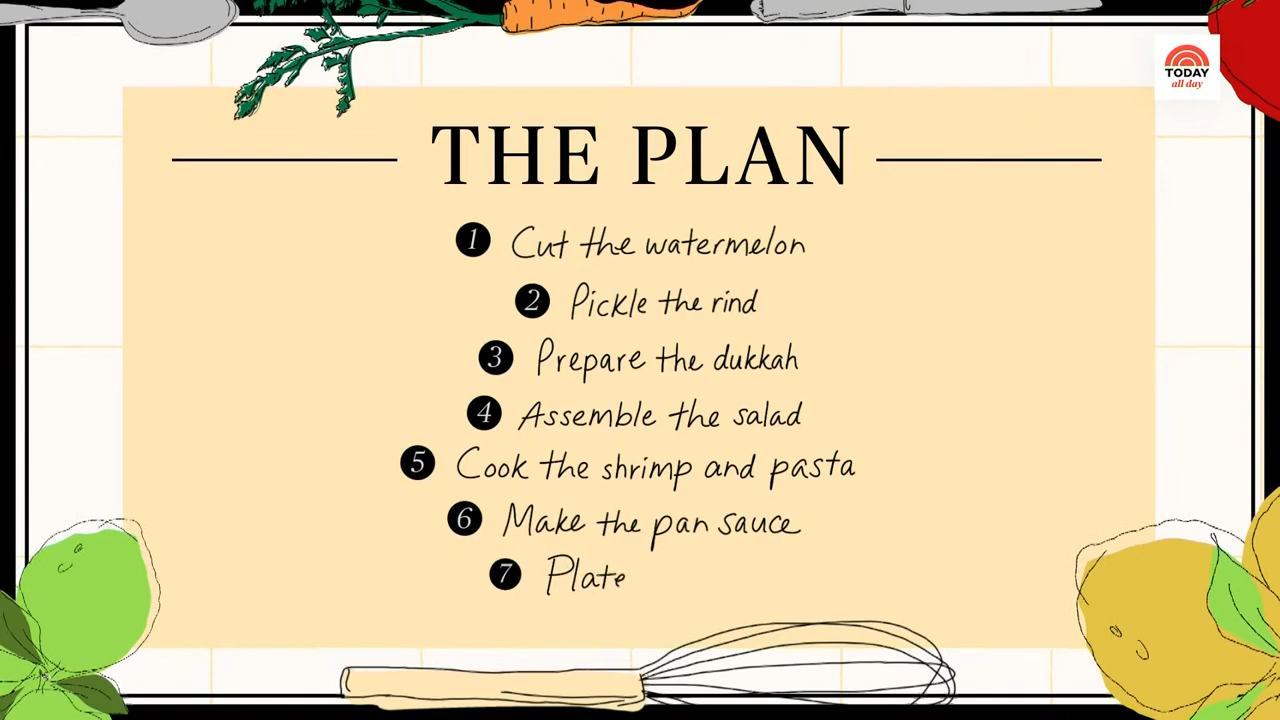 TODAY
all day
THE PLAN
1 Cut the watermelon
2 Pickle the rind
3 Prepare the dukkah
4 Assemble the salad
5 Cook the shrimp and pasta
6 Make the pan sauce
7 Plate